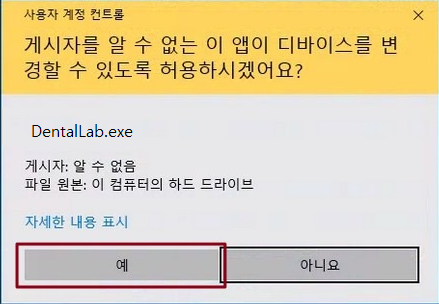 사용자 계정 컨트롤
게시자를 알 수 없는 이 앱이 디바이스를 변
경할 수 있도록 허용하시겠어요?
DentalLab.exe
게시자: 알 수 없음
파일 원본: 이 컴퓨터의 하드 드라이브
자세한 내용 표시
예
아니요